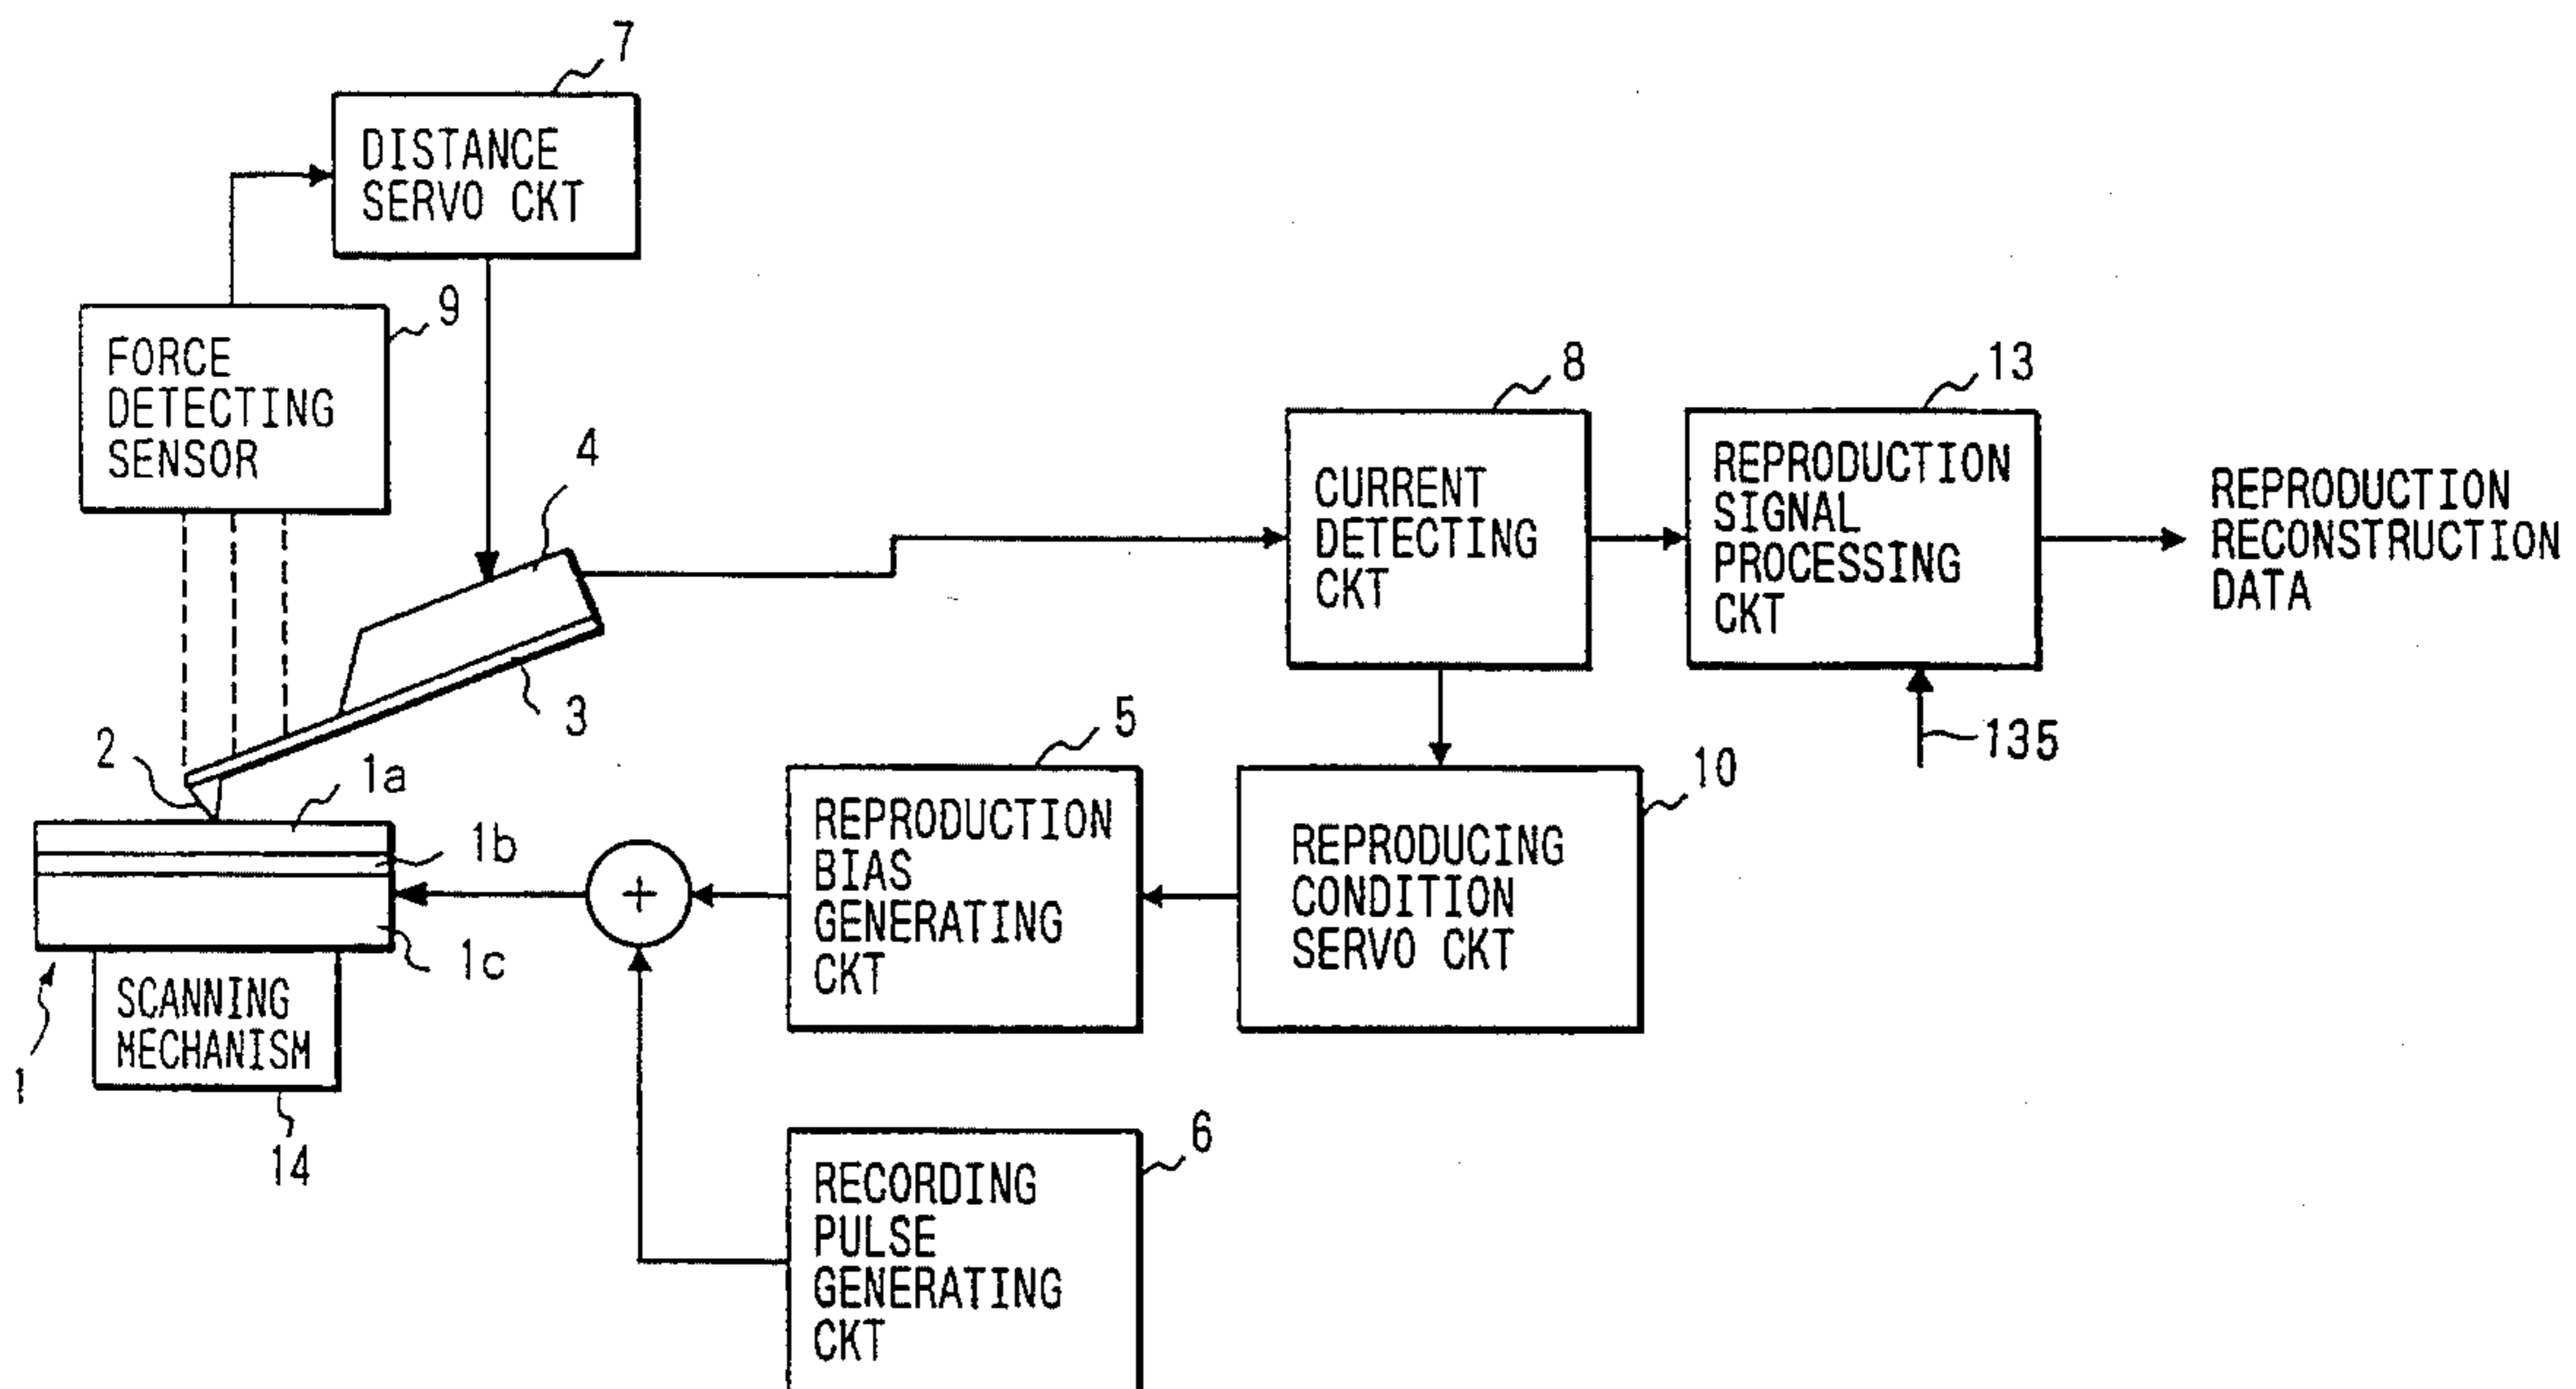 7
DISTANCE
SERVO CKT
9
FORCE
DETECTING
SENSOR
4
8
CURRENT
DETECTING
CKT
13
REPRODUCTION
SIGNAL
PROCESSING
CKT
REPRODUCTION
RECONSTRUCTION
DATA
135
3
2
1a
1b
1c
1
SCANNING
MECHANISM
14
+
5
REPRODUCTION
BIAS
GENERATING
CKT
10
REPRODUCING
CONDITION
SERVO CKT
6
RECORDING
PULSE
GENERATING
CKT